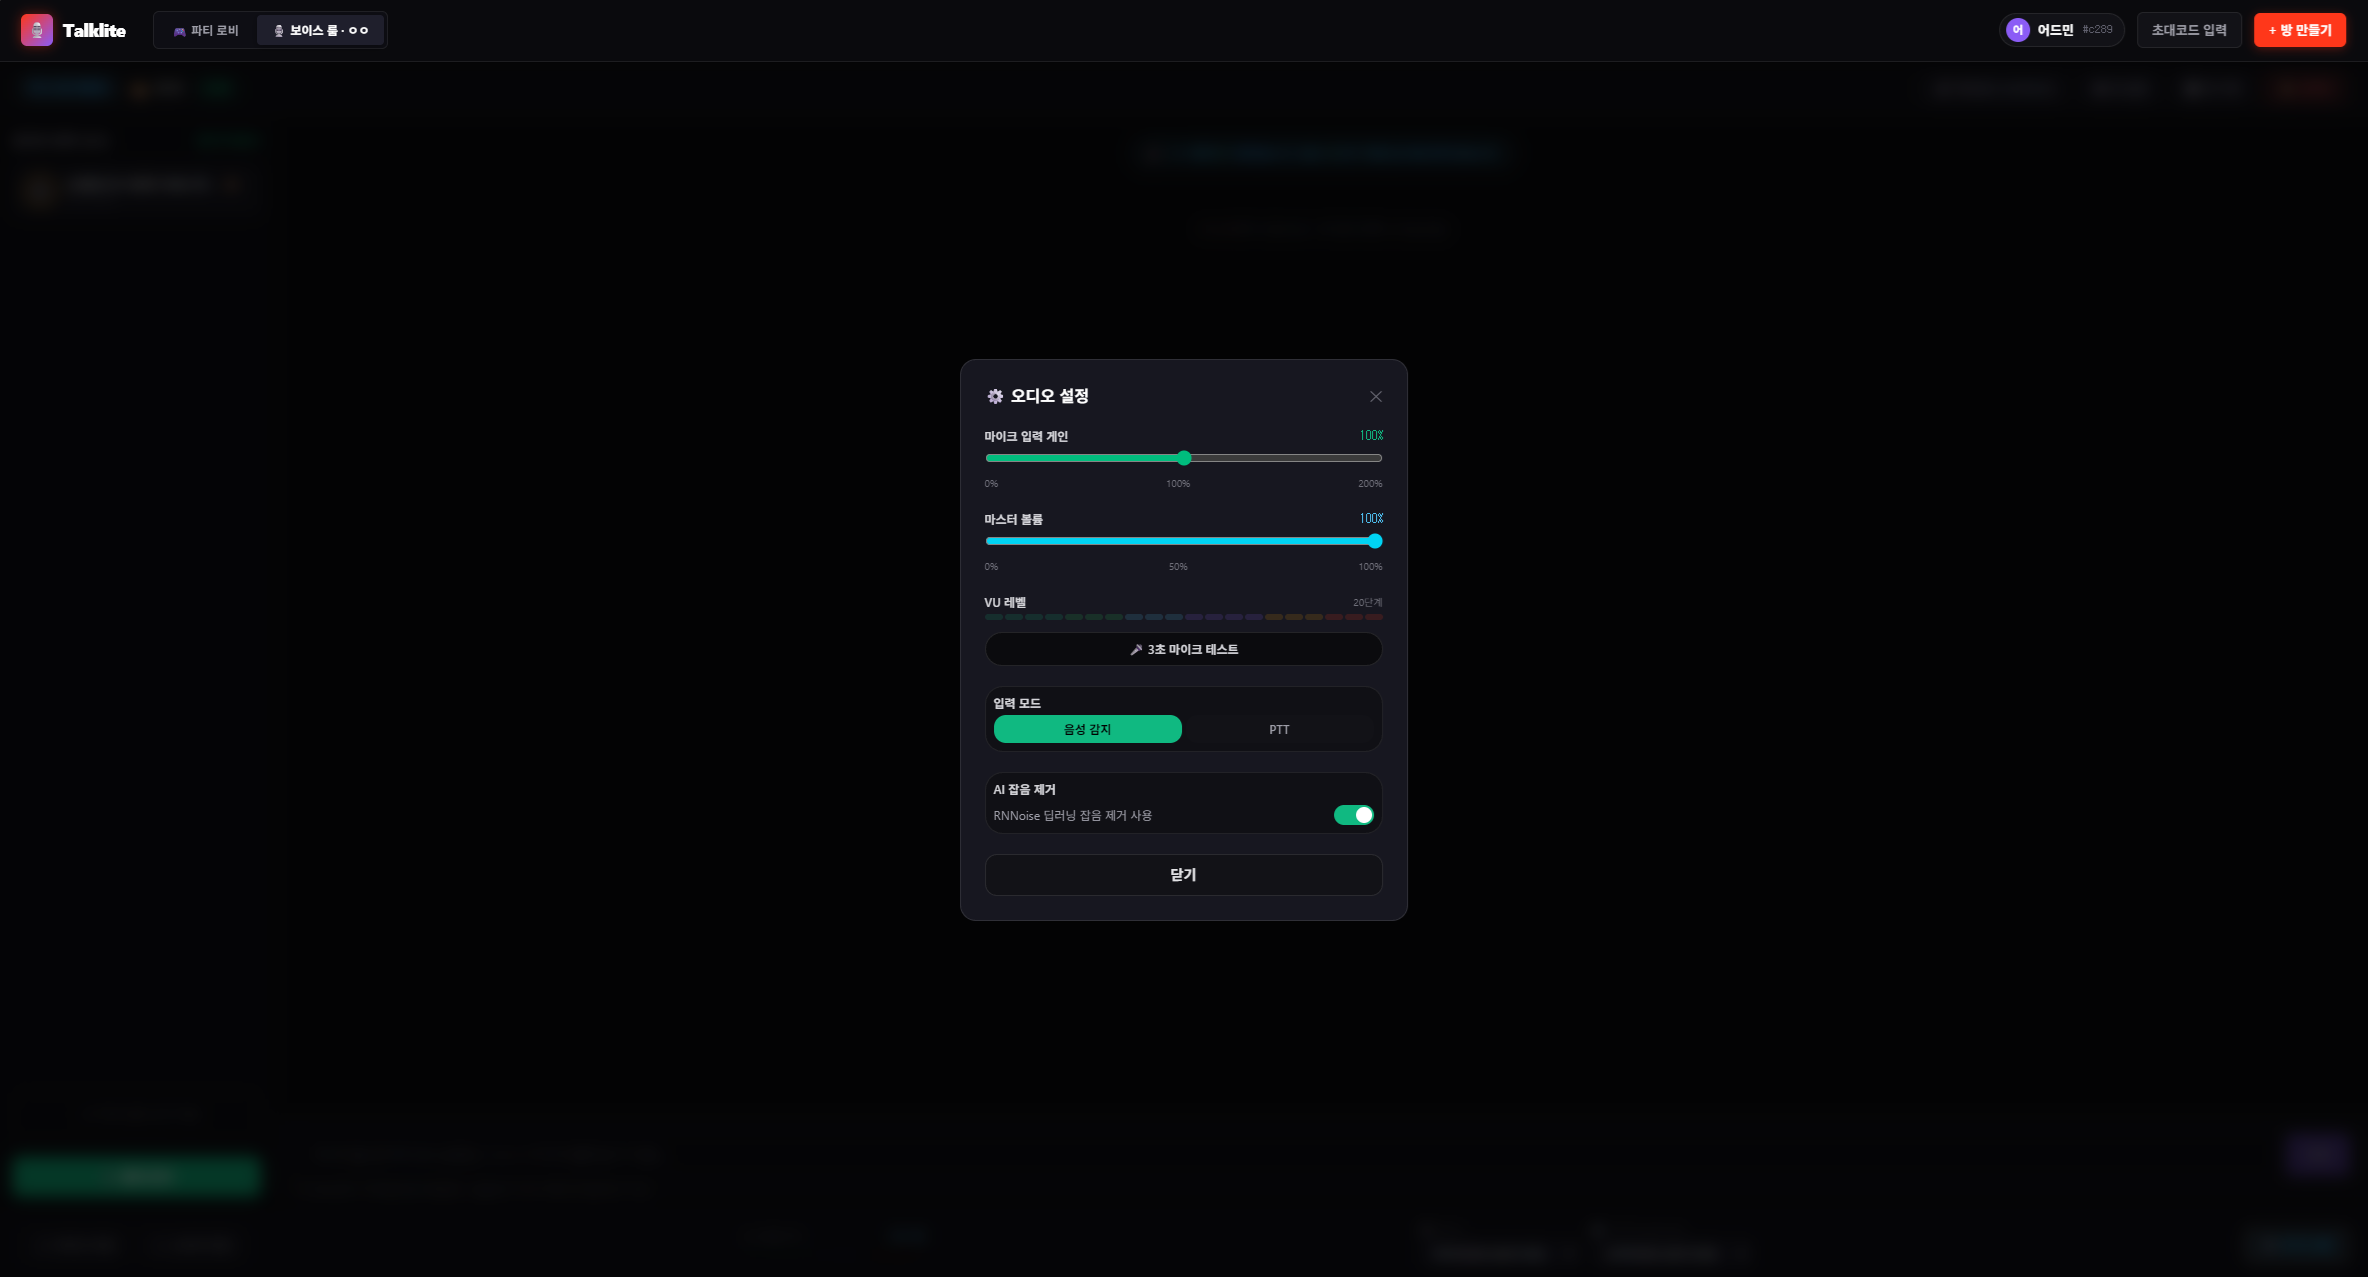 Talklite
파티 로비
보이스 룸 · ㅇㅇ
어 어드민 #c289
초대코드 입력
+ 방 만들기
오디오 설정
마이크 입력 게인 100%
0% 100% 200%
마스터 볼륨 100%
0% 50% 100%
VU 레벨 20단계
3초 마이크 테스트
입력 모드
음성 감지 PTT
AI 잡음 제거
RNNoise 딥러닝 잡음 제거 사용
닫기